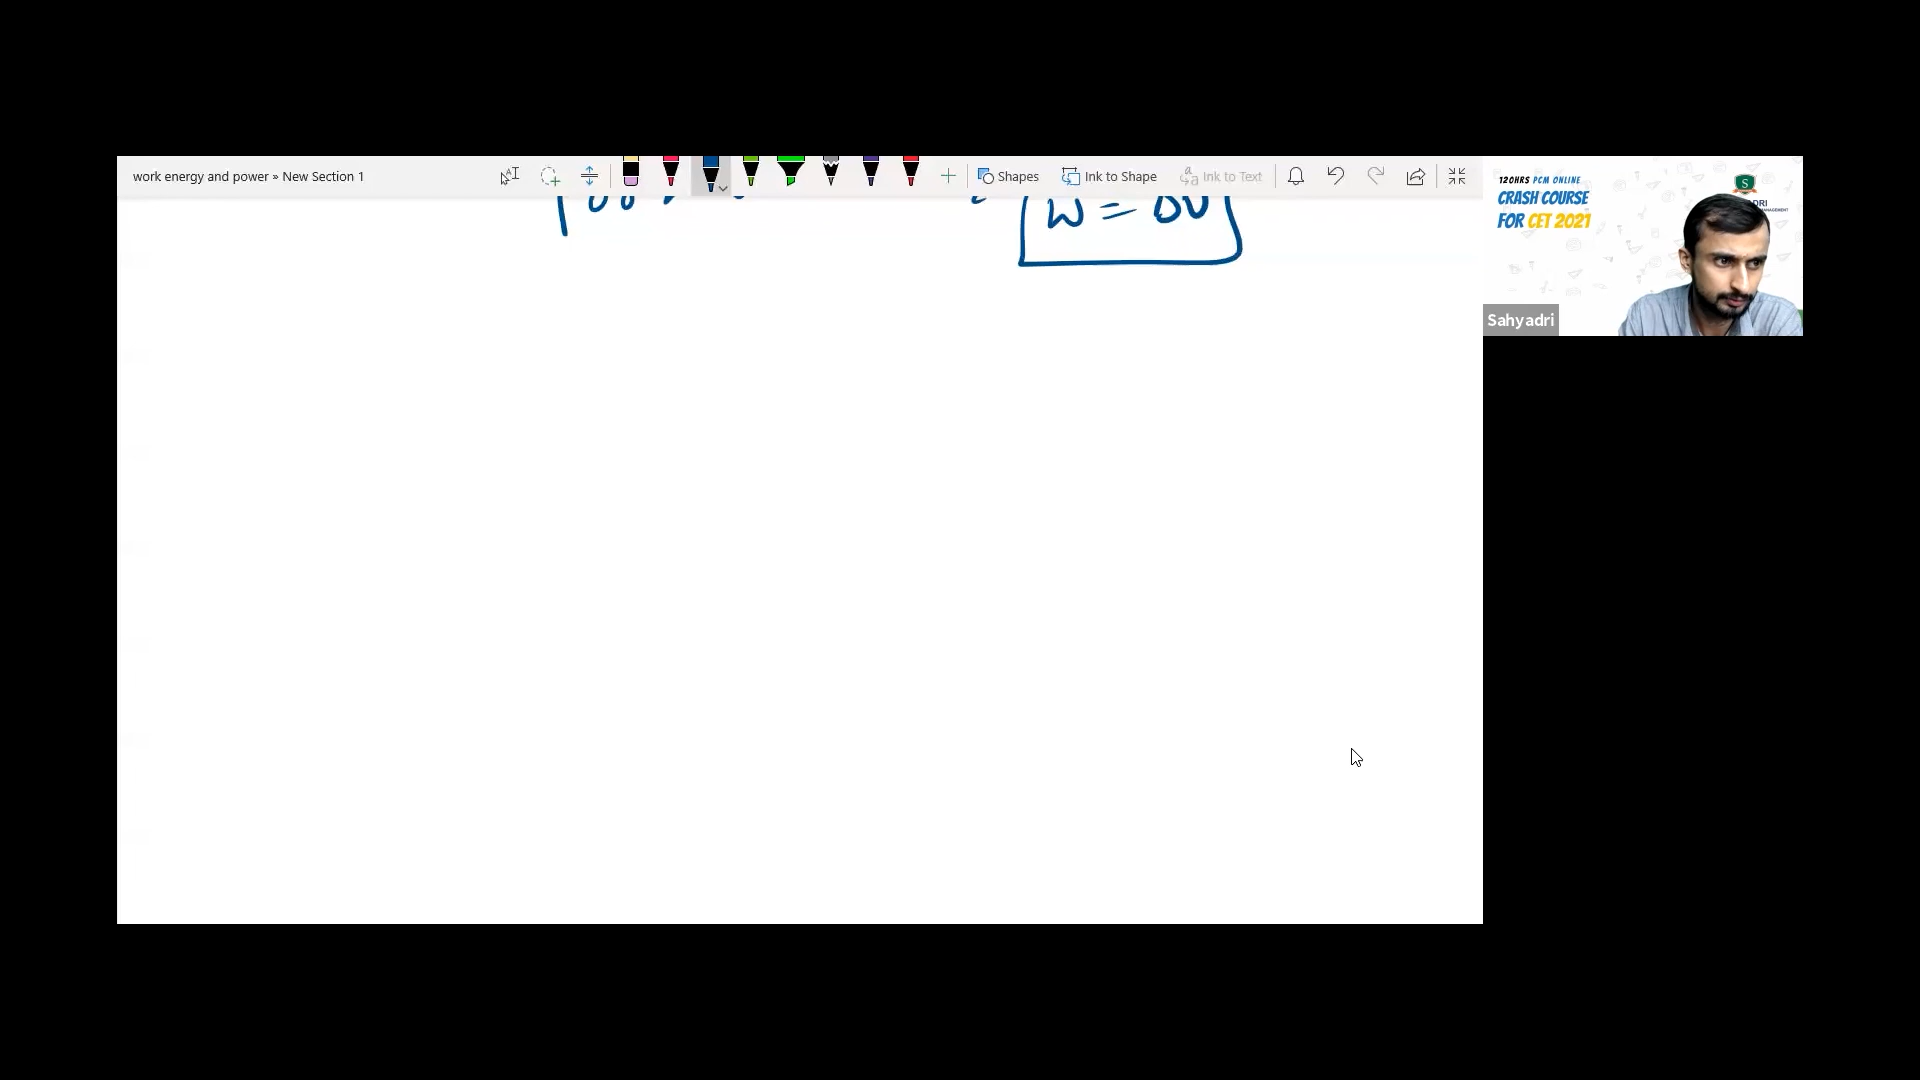 work energy and power » New Section 1
Shapes
Ink to Shape
Ink to Text
W = ΔU
120HRS PCM ONLINE
CRASH COURSE
FOR CET 2021
S
Sahyadri